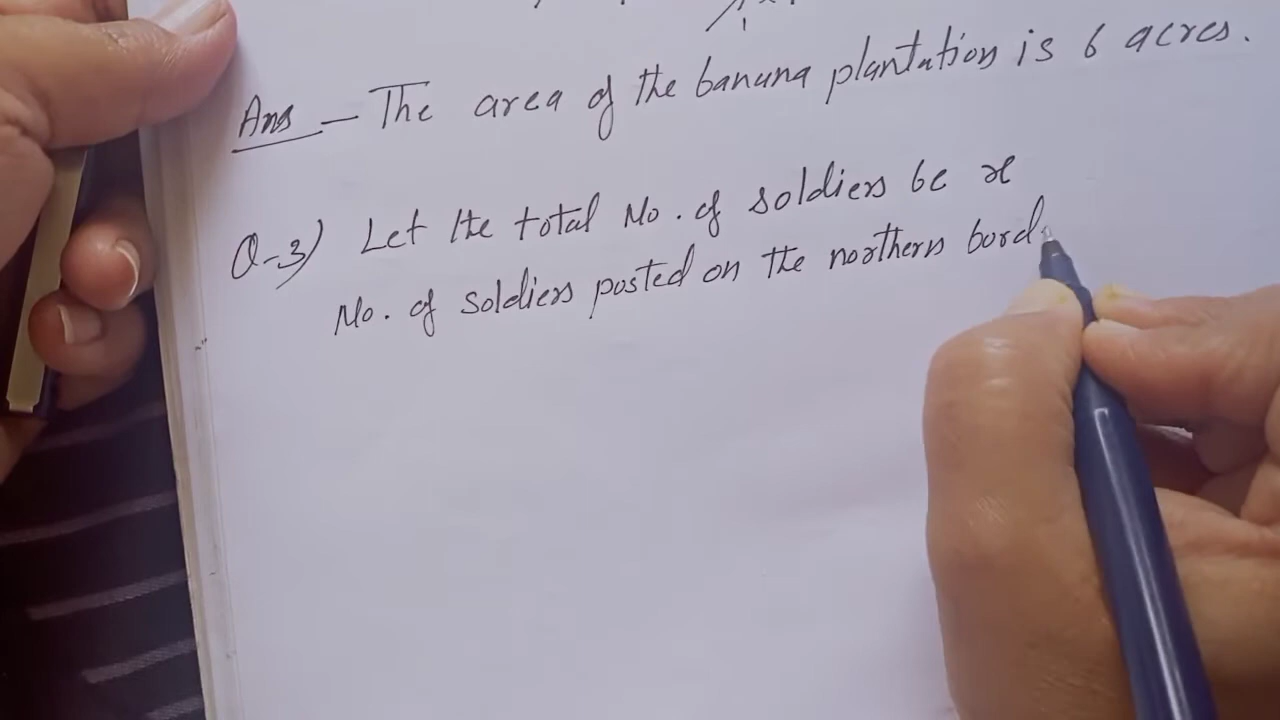 Ans - The area of the banana plantation is 6 acres.
Q-3) Let the total No. of soldiers be x
No. of soldiers posted on the northern bord